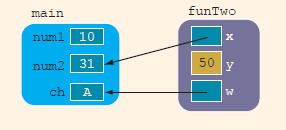 main funTwo
num1 10 x
num2 31 50 y
ch A w